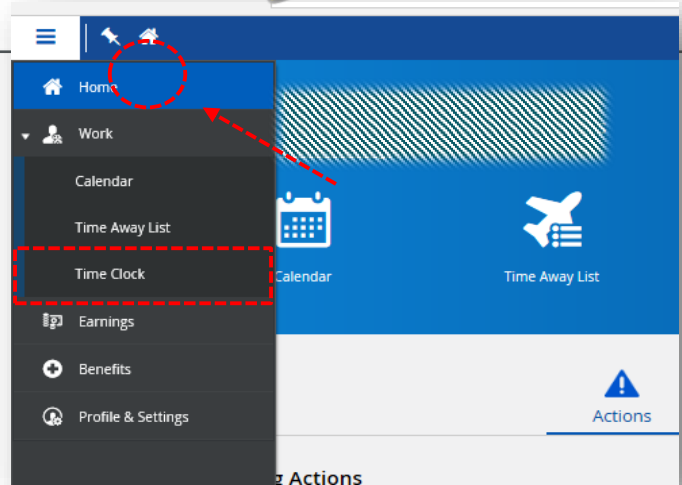 Home
Work
Calendar
Time Away List
Time Clock
Earnings
Benefits
Profile & Settings
Calendar
Time Away List
Actions
g Actions